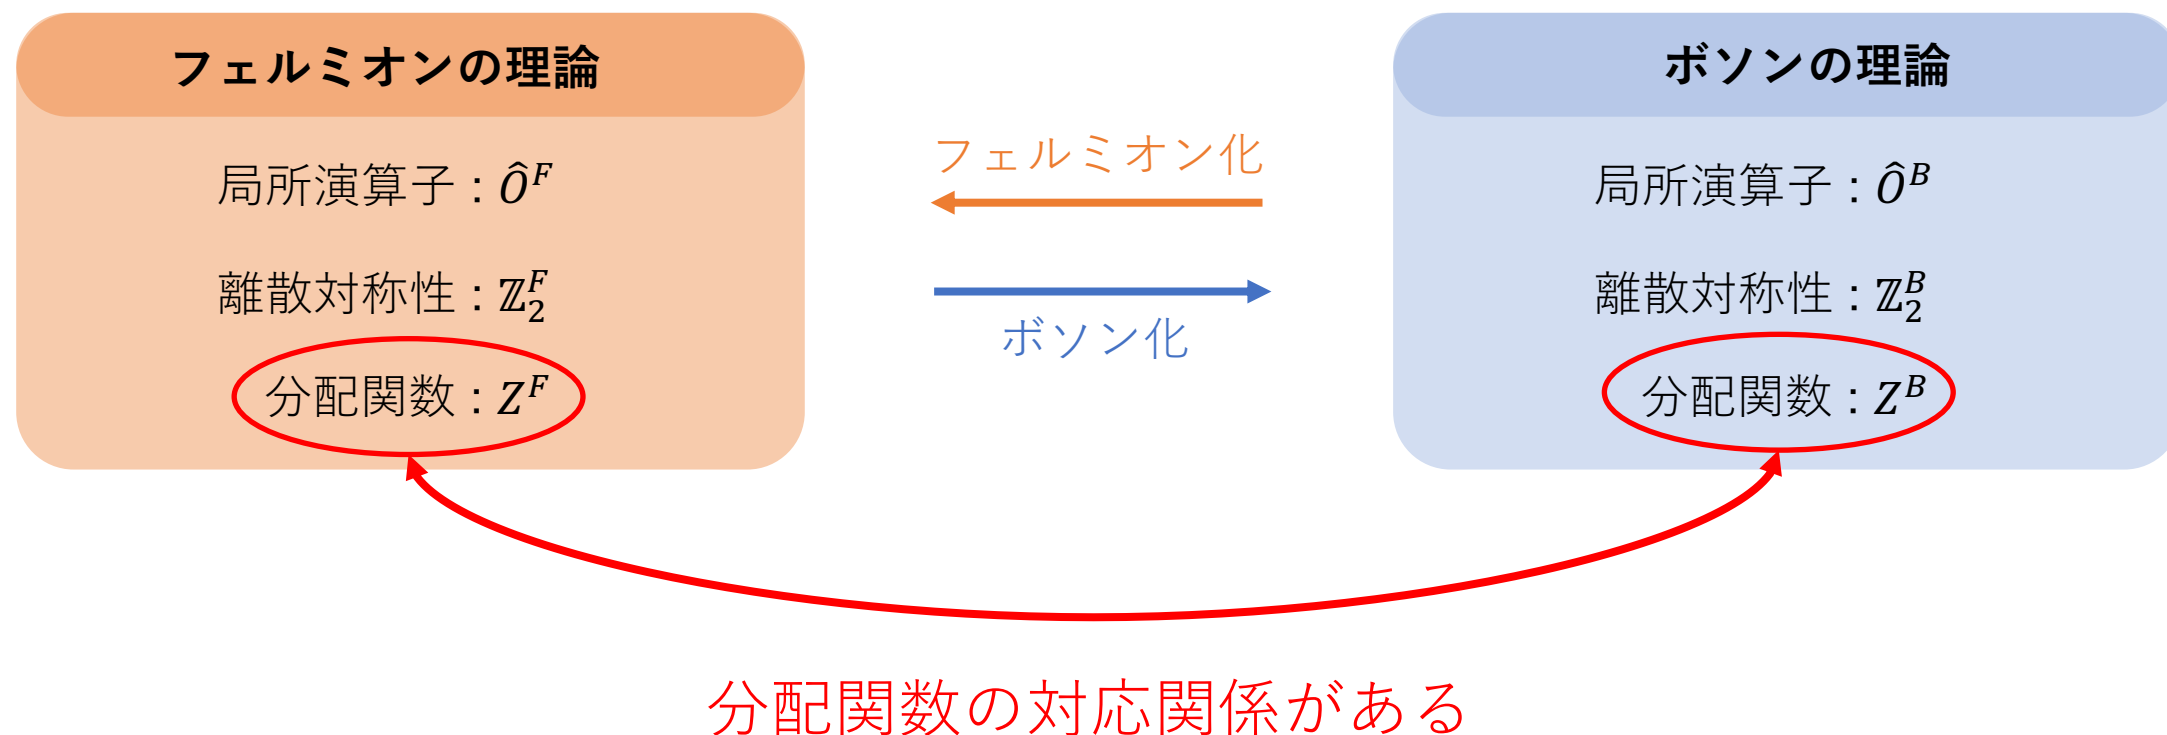 フェルミオンの理論
局所演算子：Ô^F
離散対称性：ℤ_2^F
分配関数：Z^F
フェルミオン化
ボソン化
ボソンの理論
局所演算子：Ô^B
離散対称性：ℤ_2^B
分配関数：Z^B
分配関数の対応関係がある